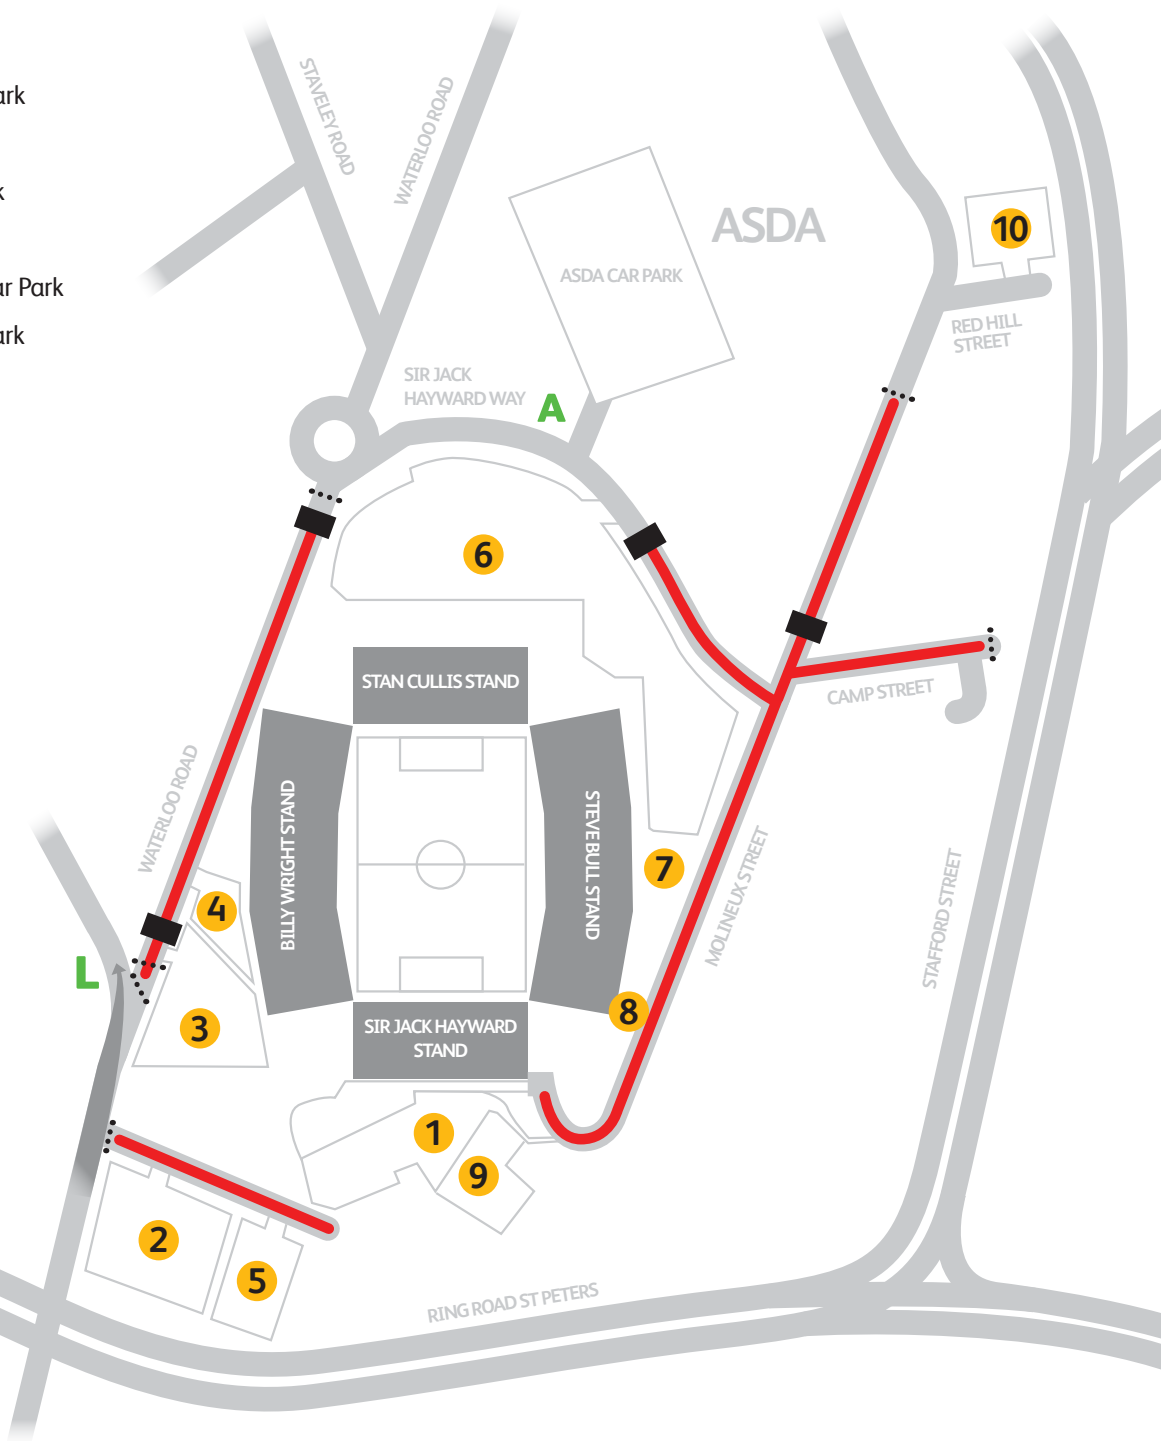 ark
k
ar Park
ark
STAVELEY ROAD
WATERLOO ROAD
ASDA
ASDA CAR PARK
10
RED HILL
STREET
SIR JACK
HAYWARD WAY
A
6
STAN CULLIS STAND
CAMP STREET
WATERLOO ROAD
BILLY WRIGHT STAND
STEVE BULL STAND
7
MOLINEUX STREET
STAFFORD STREET
4
L
3
8
SIR JACK HAYWARD
STAND
1
9
2
5
RING ROAD ST PETERS